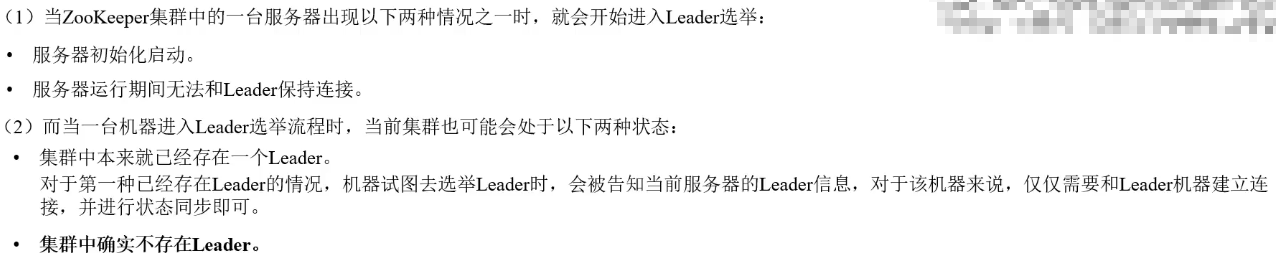 (1)当ZooKeeper集群中的一台服务器出现以下两种情况之一时，就会开始进入Leader选举：
• 服务器初始化启动。
• 服务器运行期间无法和Leader保持连接。
(2)而当一台机器进入Leader选举流程时，当前集群也可能会处于以下两种状态：
• 集群中本来就已经存在一个Leader。
对于第一种已经存在Leader的情况，机器试图去选举Leader时，会被告知当前服务器的Leader信息，对于该机器来说，仅仅需要和Leader机器建立连
接，并进行状态同步即可。
• 集群中确实不存在Leader。